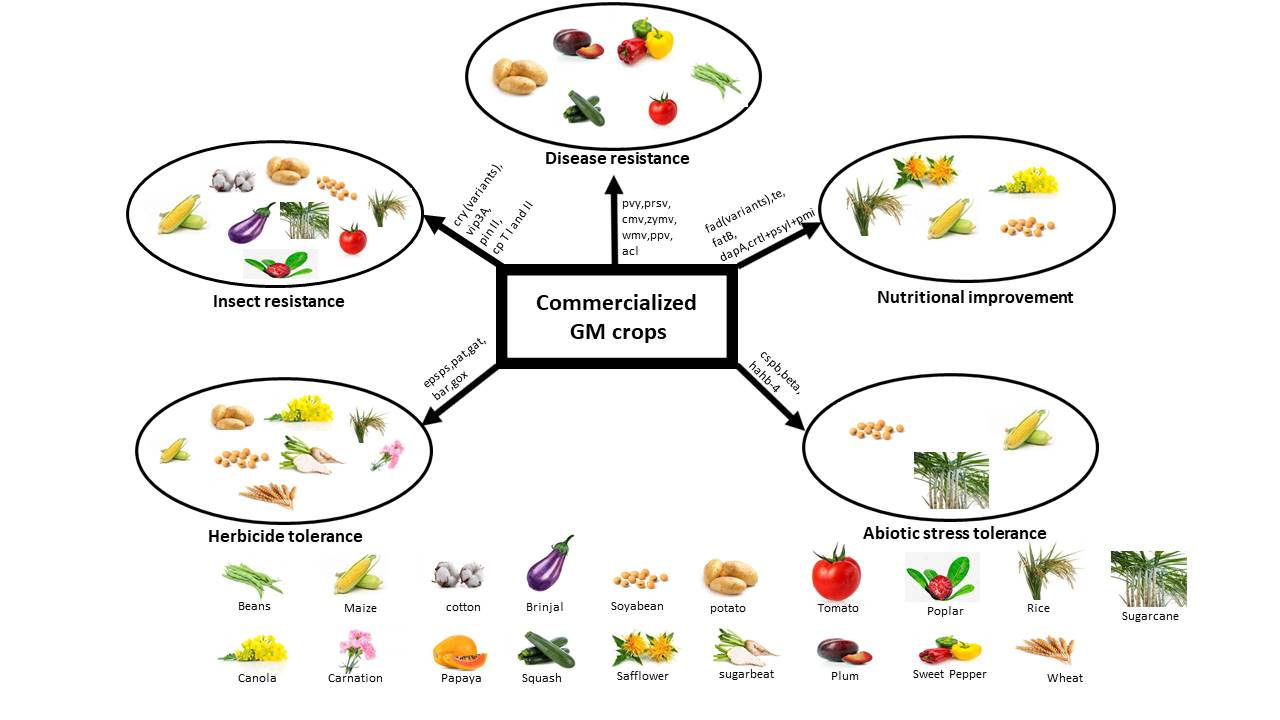 Disease resistance
cry (variants),
vip3A,
pin II,
cp T I and II
pvy,prsv,
cmv,zymv,
wmv,ppv,
acl
fad(variants),te,
fatB,
dapA,crtl+psyl+pmi
Insect resistance
Nutritional improvement
Commercialized
GM crops
epsps,pat,gat,
bar,gox
cspb,beta,
hahb-4
Herbicide tolerance
Abiotic stress tolerance
Beans
Maize
cotton
Brinjal
Soyabean
potato
Tomato
Poplar
Rice
Sugarcane
Canola
Carnation
Papaya
Squash
Safflower
sugarbeat
Plum
Sweet Pepper
Wheat